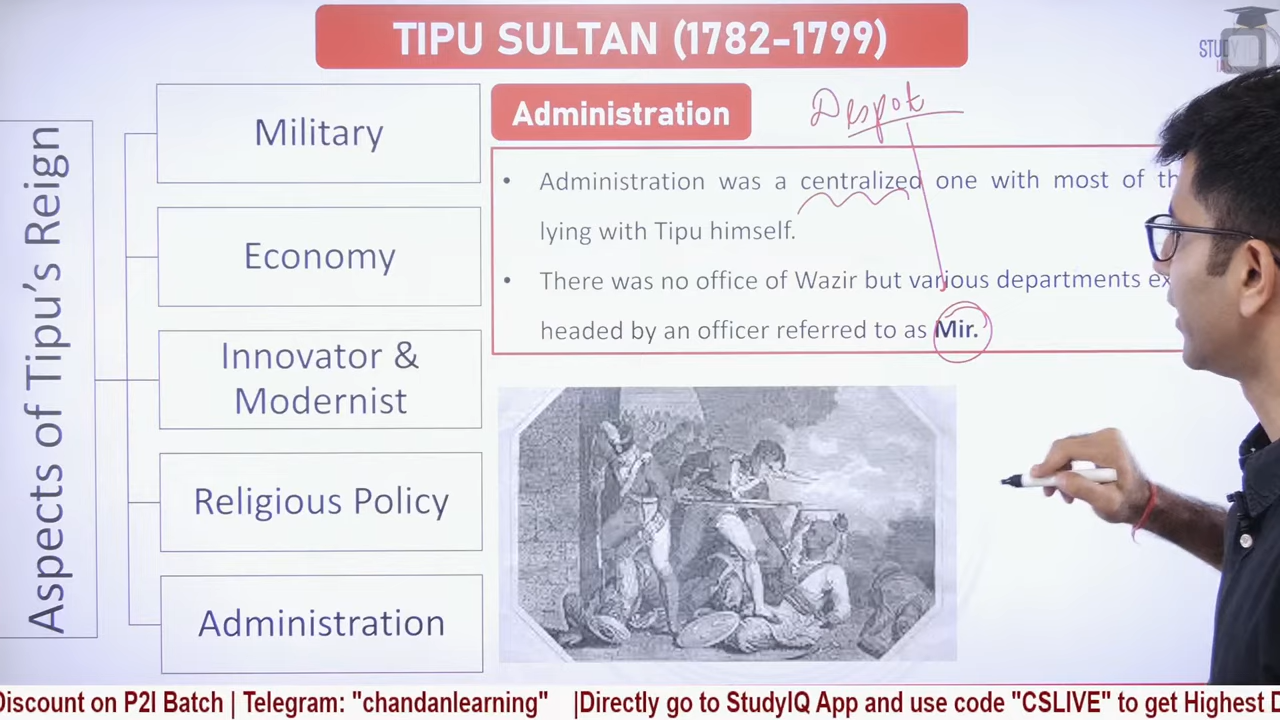 TIPU SULTAN (1782-1799)
STUDY
Aspects of Tipu's Reign
Military
Economy
Innovator &
Modernist
Religious Policy
Administration
Administration
Despot
• Administration was a centralized one with most of
lying with Tipu himself.
• There was no office of Wazir but various departments
headed by an officer referred to as Mir.
Discount on P2I Batch | Telegram: "chandanlearning" |Directly go to StudyIQ App and use code "CSLIVE" to get Highest